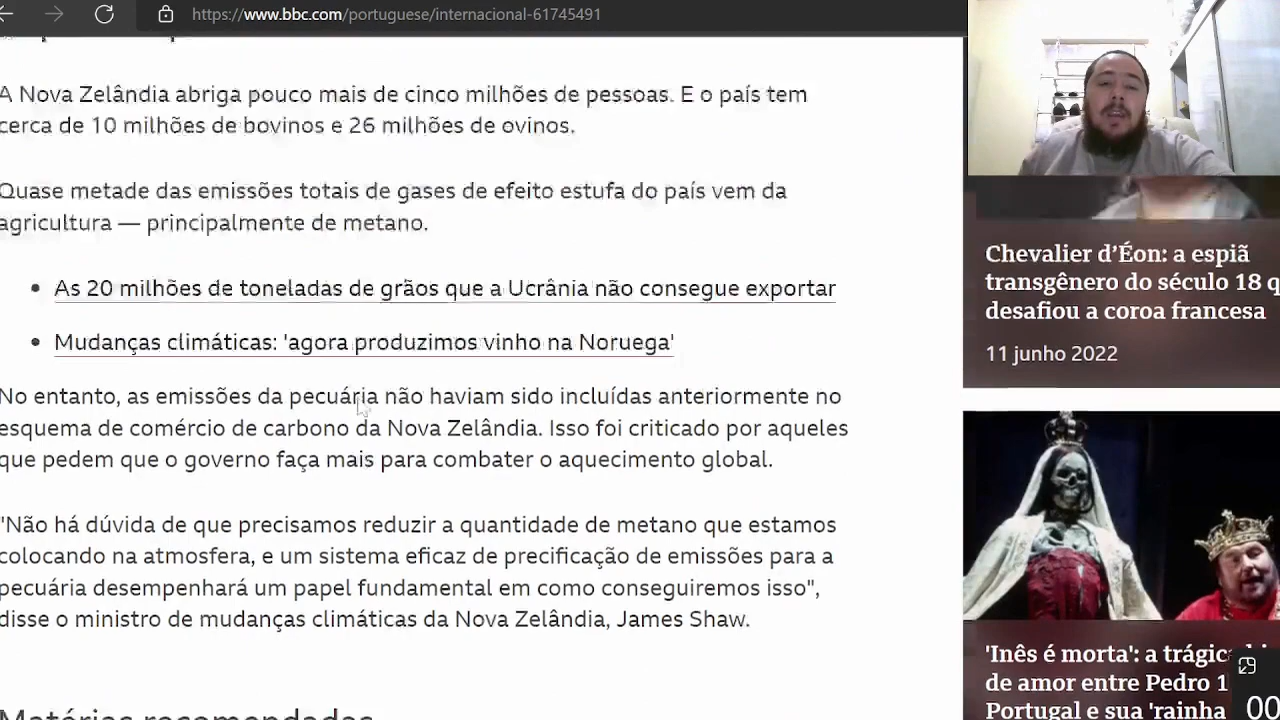 https://www.bbc.com/portuguese/internacional-61745491
A Nova Zelândia abriga pouco mais de cinco milhões de pessoas. E o país tem
cerca de 10 milhões de bovinos e 26 milhões de ovinos.
Quase metade das emissões totais de gases de efeito estufa do país vem da
agricultura — principalmente de metano.
As 20 milhões de toneladas de grãos que a Ucrânia não consegue exportar
Mudanças climáticas: 'agora produzimos vinho na Noruega'
No entanto, as emissões da pecuária não haviam sido incluídas anteriormente no
esquema de comércio de carbono da Nova Zelândia. Isso foi criticado por aqueles
que pedem que o governo faça mais para combater o aquecimento global.
"Não há dúvida de que precisamos reduzir a quantidade de metano que estamos
colocando na atmosfera, e um sistema eficaz de precificação de emissões para a
pecuária desempenhará um papel fundamental em como conseguiremos isso",
disse o ministro de mudanças climáticas da Nova Zelândia, James Shaw.
Matérias recomendadas
Chevalier d'Éon: a espiã
transgênero do século 18 q
desafiou a coroa francesa
11 junho 2022
'Inês é morta': a trágic
de amor entre Pedro 1
Portugal e sua 'rainha
00